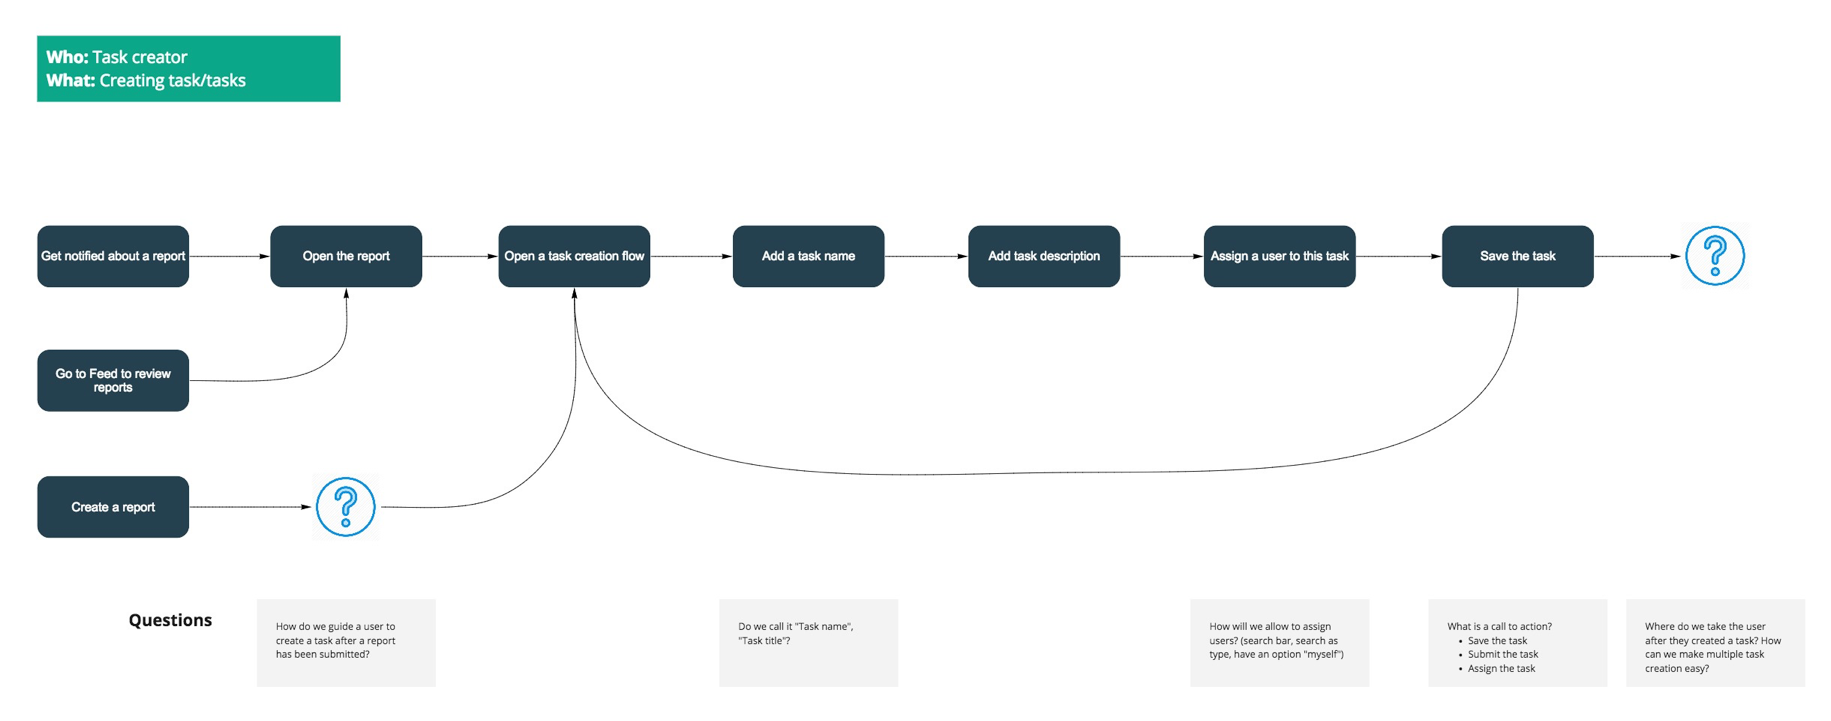 Who: Task creator
What: Creating task/tasks
Get notified about a report
Open the report
Open a task creation flow
Add a task name
Add task description
Assign a user to this task
Save the task
?
Go to Feed to review
reports
Create a report
?
Questions
How do we guide a user to
create a task after a report
has been submitted?
Do we call it "Task name",
"Task title"?
How will we allow to assign
users? (search bar, search as
type, have an option "myself")
What is a call to action?
• Save the task
• Submit the task
• Assign the task
Where do we take the user
after they created a task? How
can we make multiple task
creation easy?